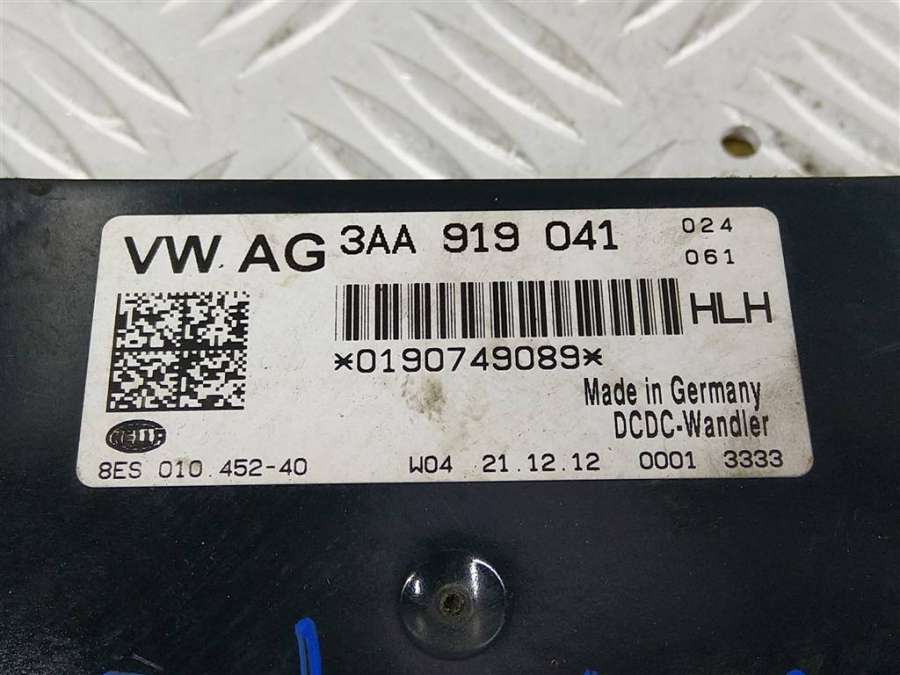 VW AG 3AA 919 041 024
061
HLH
*0190749089*
Made in Germany
DCDC-Wandler
HELLA
8ES 010.452-40 W04 21.12.12 0001 3333